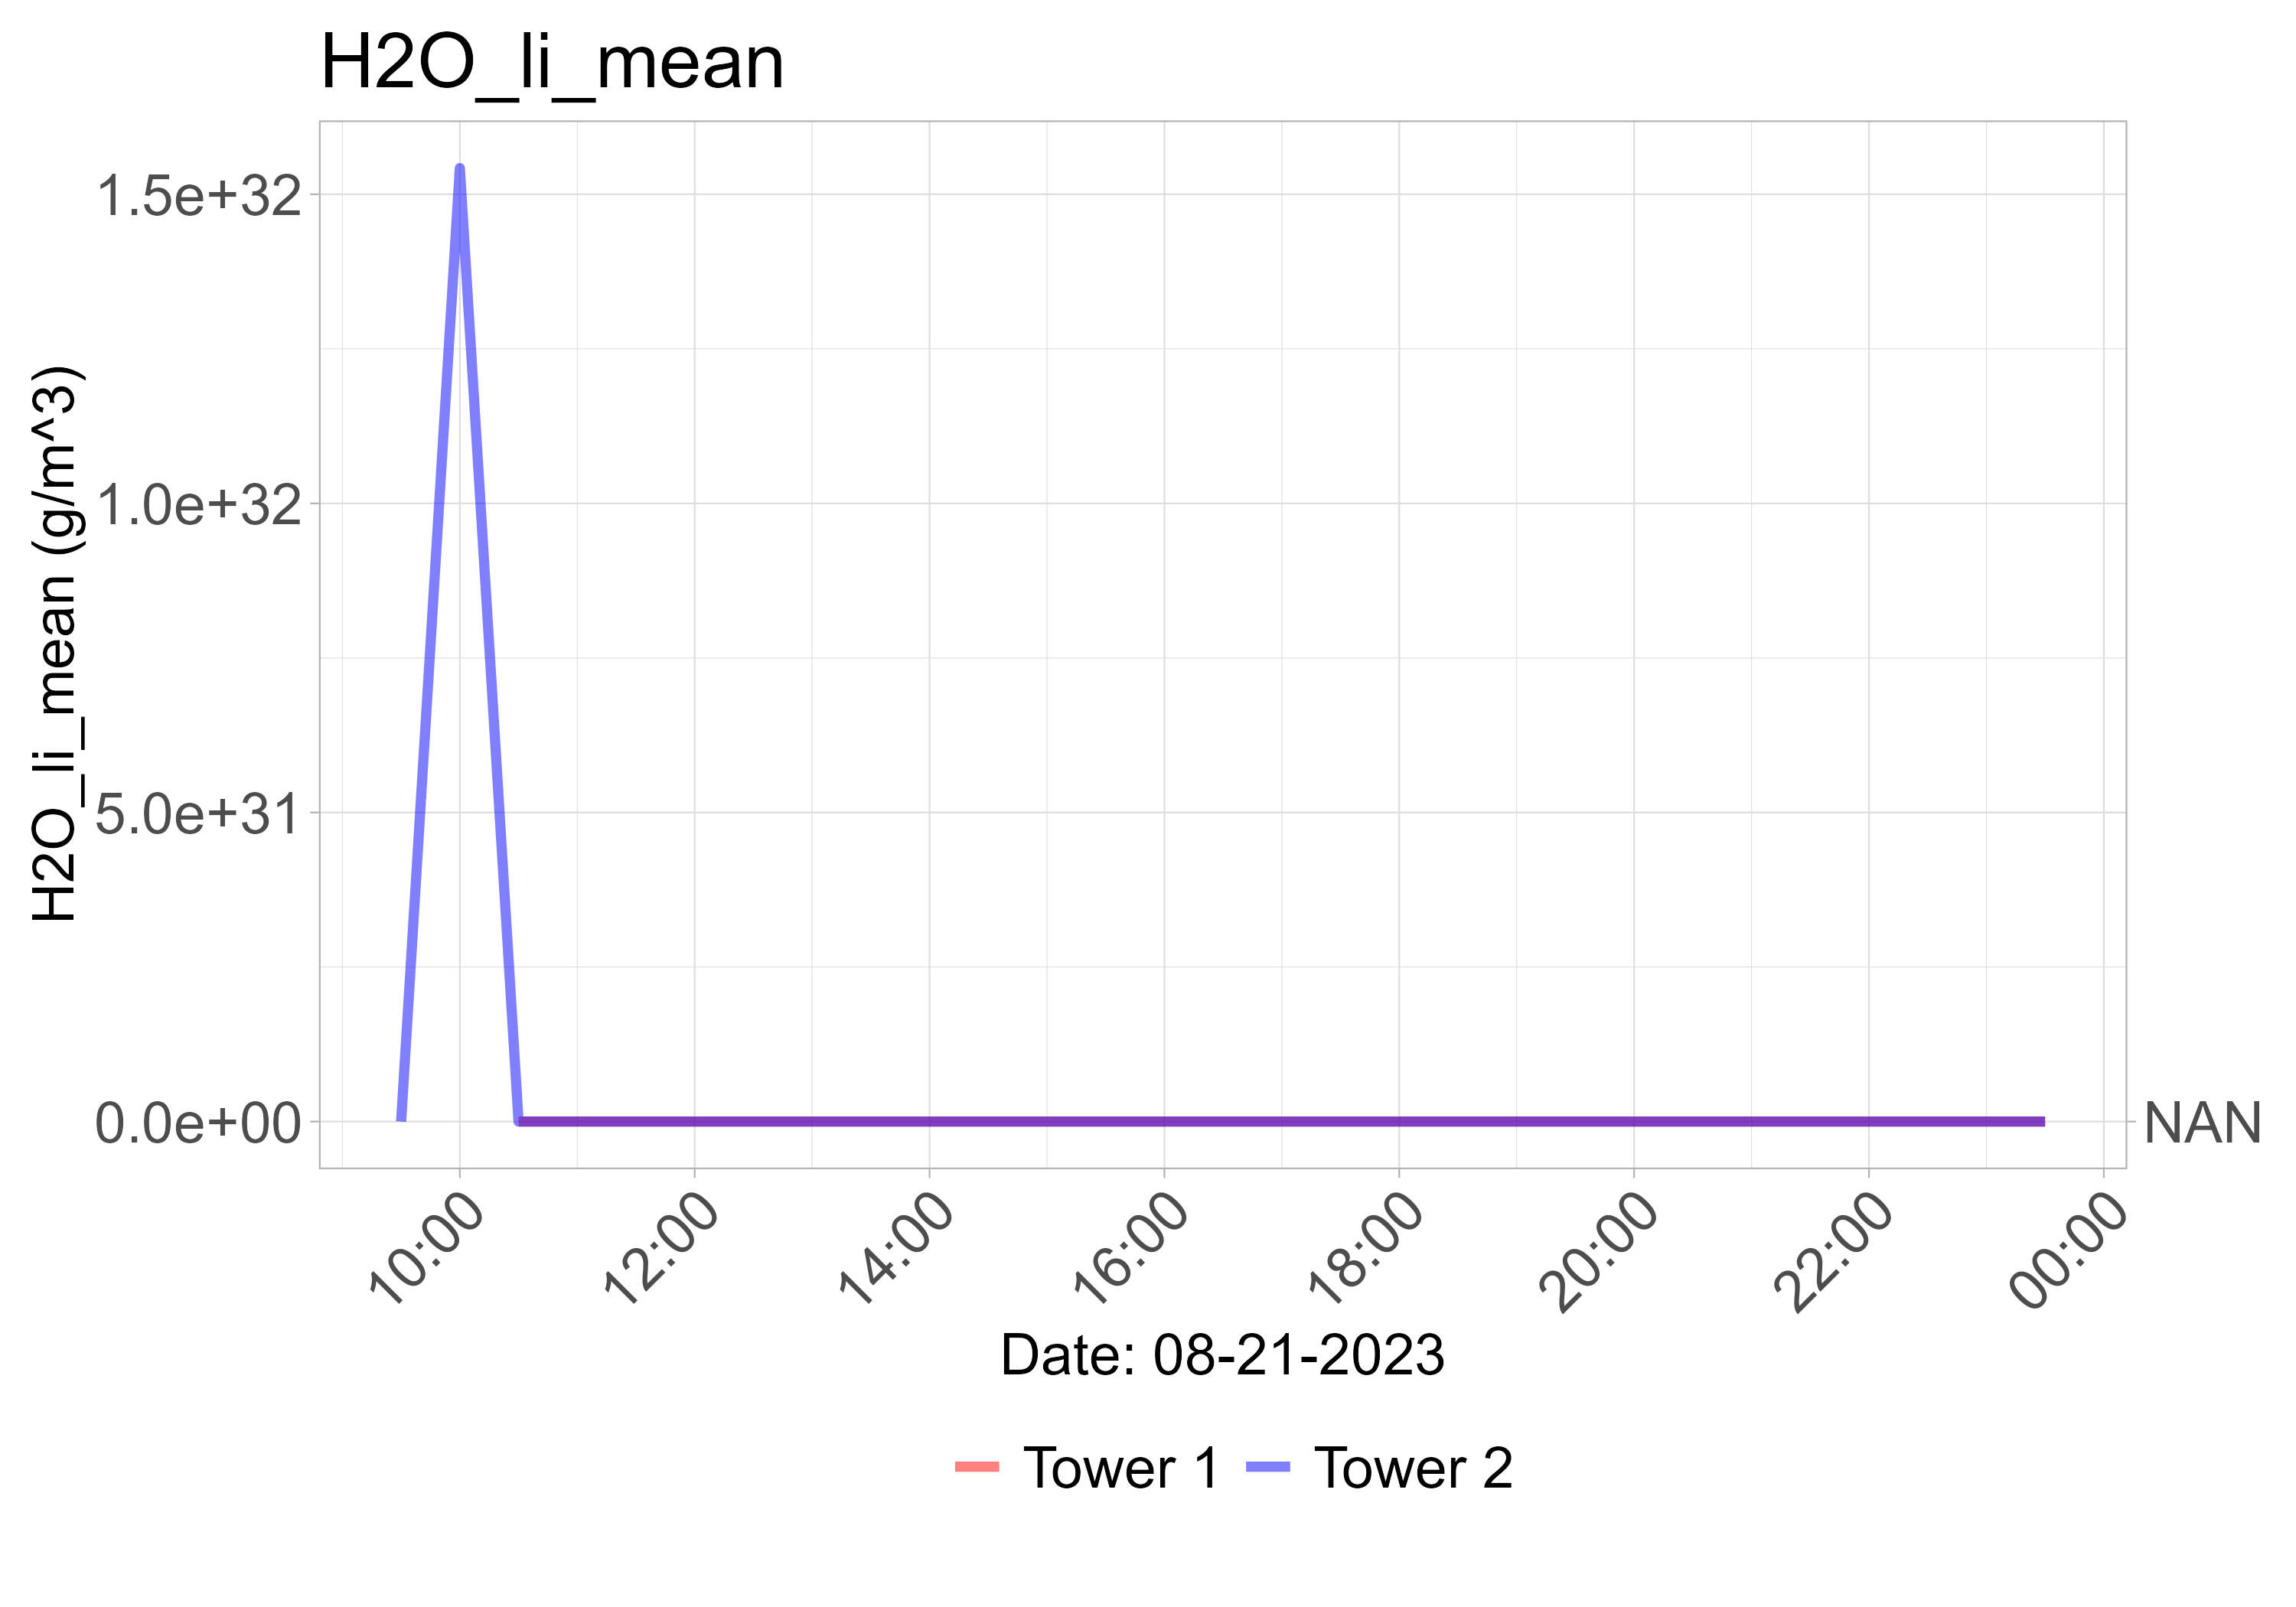 H2O_li_mean
H2O_li_mean (g/m^3)
1.5e+32
1.0e+32
5.0e+31
0.0e+00
NAN
10:00
12:00
14:00
16:00
18:00
20:00
22:00
00:00
Date: 08-21-2023
Tower 1
Tower 2